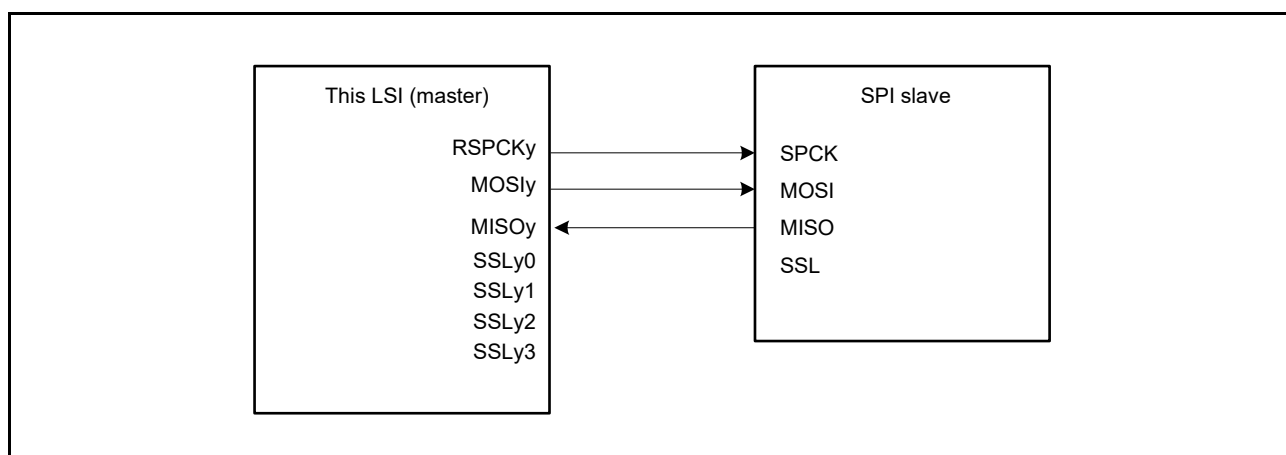 This LSI (master)
RSPCKy
MOSIy
MISOy
SSLy0
SSLy1
SSLy2
SSLy3
SPI slave
SPCK
MOSI
MISO
SSL